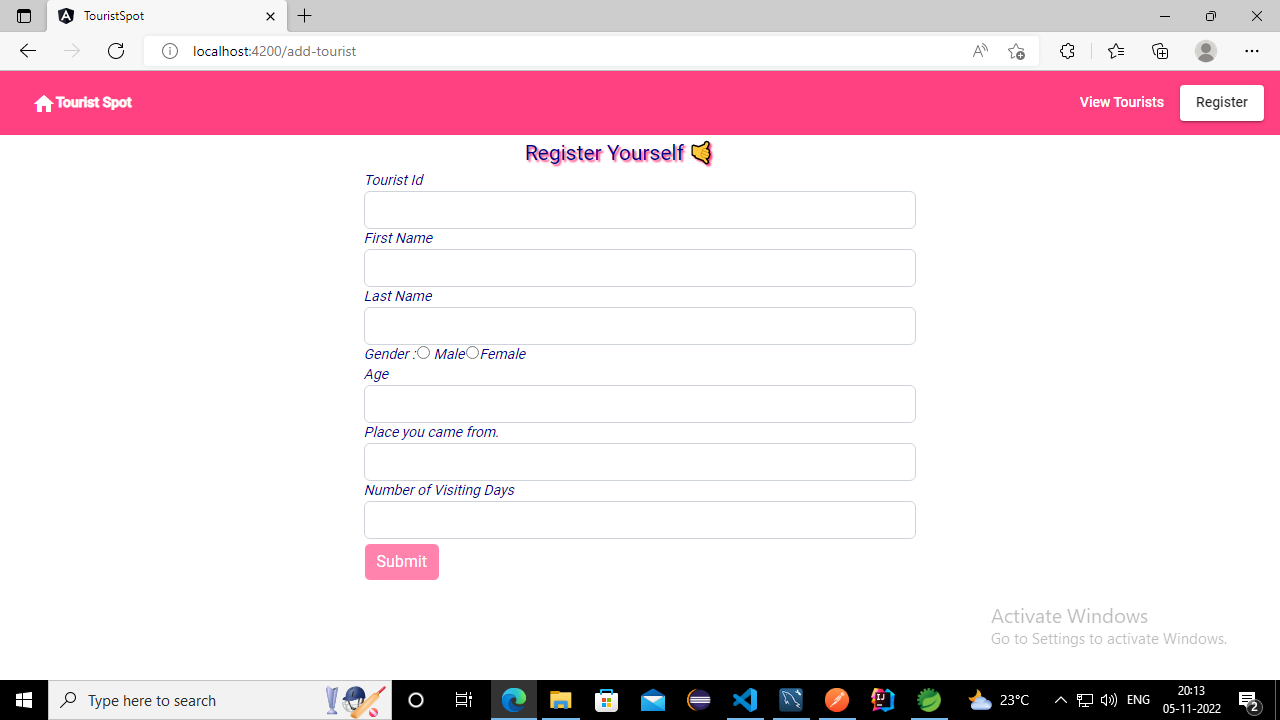 TouristSpot
localhost:4200/add-tourist
Tourist Spot
View Tourists
Register
Register Yourself
Tourist Id
First Name
Last Name
Gender : Male Female
Age
Place you came from.
Number of Visiting Days
Submit
Activate Windows
Go to Settings to activate Windows.
Type here to search
23°C
ENG
20:13
05-11-2022
2